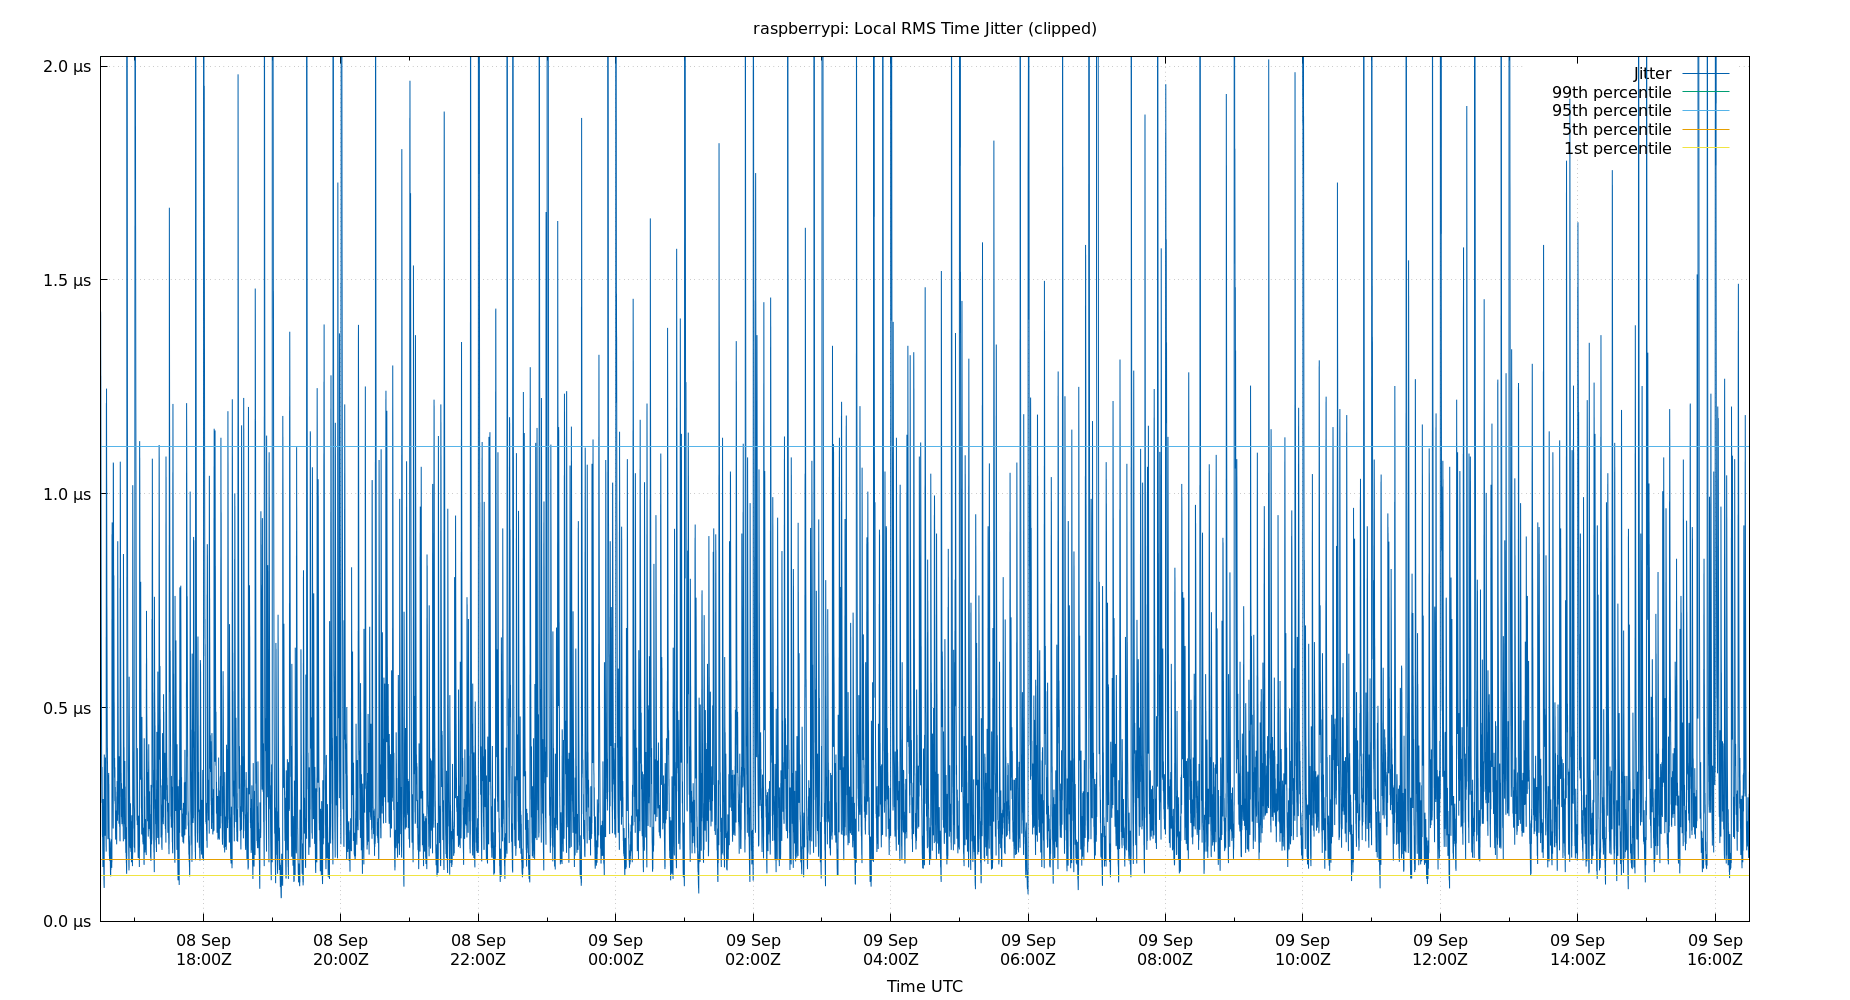 raspberrypi: Local RMS Time Jitter (clipped)
2.0 µs
1.5 µs
1.0 µs
0.5 µs
0.0 µs
Jitter
99th percentile
95th percentile
5th percentile
1st percentile
08 Sep 08 Sep 08 Sep 09 Sep 09 Sep 09 Sep 09 Sep 09 Sep 09 Sep 09 Sep 09 Sep 09 Sep
18:00Z 20:00Z 22:00Z 00:00Z 02:00Z 04:00Z 06:00Z 08:00Z 10:00Z 12:00Z 14:00Z 16:00Z
Time UTC